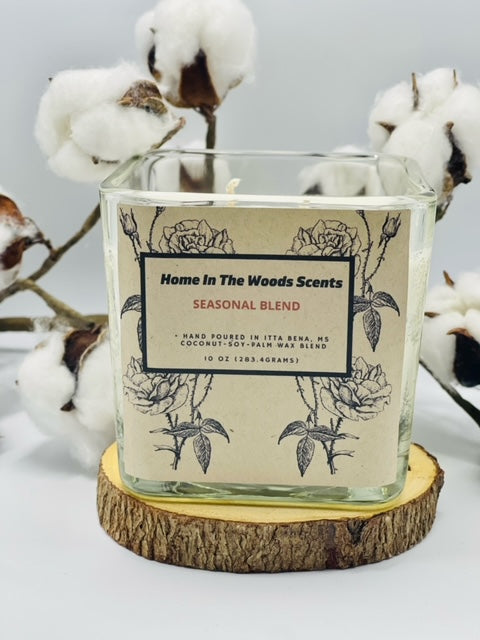 Home In The Woods Scents
SEASONAL BLEND
• HAND POURED IN ITTA BENA, MS
COCONUT-SOY-PALM WAX BLEND
10 OZ (283.4GRAMS)